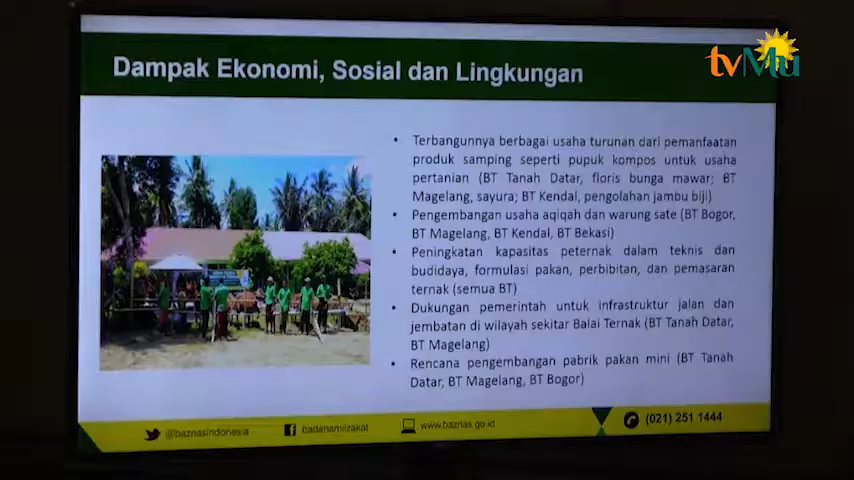 tvMu
Dampak Ekonomi, Sosial dan Lingkungan
• Terbangunnya berbagai usaha turunan dari pemanfaatan
produk samping seperti pupuk kompos untuk usaha
pertanian (BT Tanah Datar, floris bunga mawar; BT
Magelang, sayura; BT Kendal, pengolahan jambu biji)
• Pengembangan usaha aqiqah dan warung sate (BT Bogor,
BT Magelang, BT Kendal, BT Bekasi)
• Peningkatan kapasitas peternak dalam teknis dan
budidaya, formulasi pakan, perbibitan, dan pemasaran
ternak (semua BT)
• Dukungan pemerintah untuk infrastruktur jalan dan
jembatan di wilayah sekitar Balai Ternak (BT Tanah Datar,
BT Magelang)
• Rencana pengembangan pabrik pakan mini (BT Tanah
Datar, BT Magelang, BT Bogor)
@baznasindonesia
badanamilzakat
www.baznas.go.id
(021) 251 1444